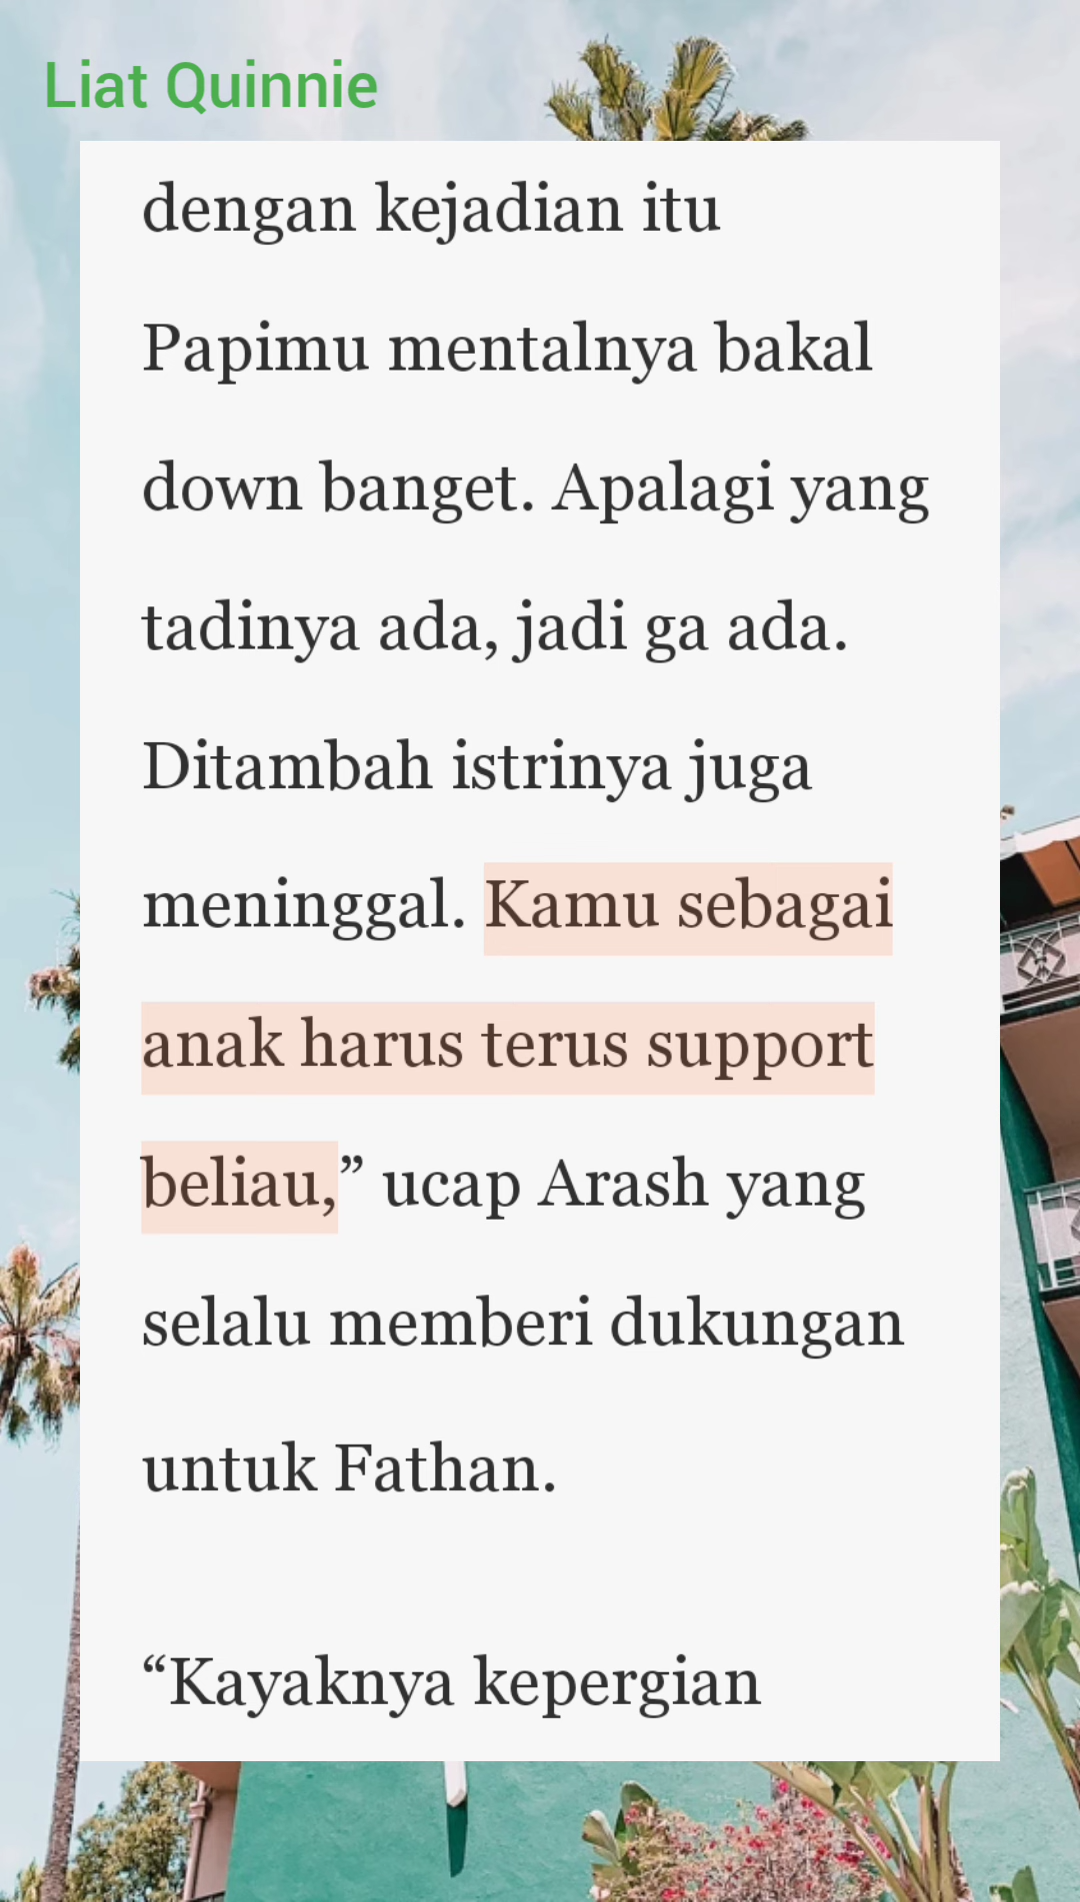 Liat Quinnie
dengan kejadian itu
Papimu mentalnya bakal
down banget. Apalagi yang
tadinya ada, jadi ga ada.
Ditambah istrinya juga
meninggal. Kamu sebagai
anak harus terus support
beliau,” ucap Arash yang
selalu memberi dukungan
untuk Fathan.
“Kayaknya kepergian